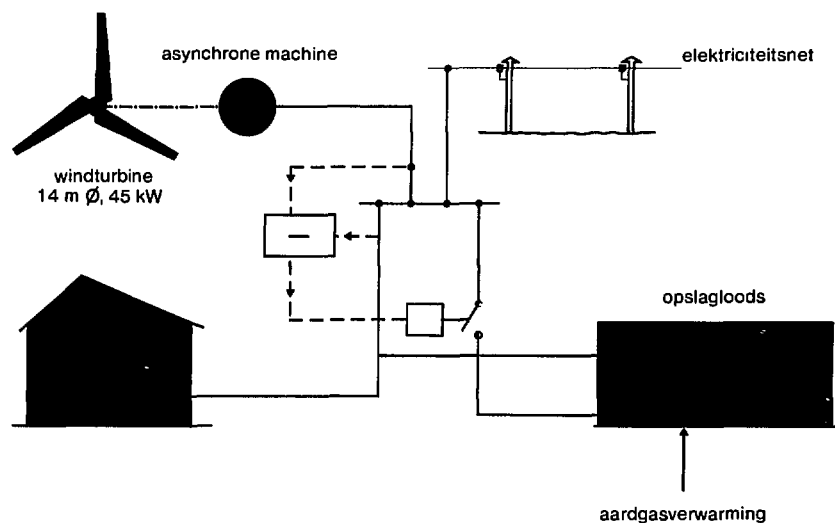 asynchrone machine
elektriciteitsnet
windturbine
14 m Ø, 45 kW
opslagloods
aardgasverwarming